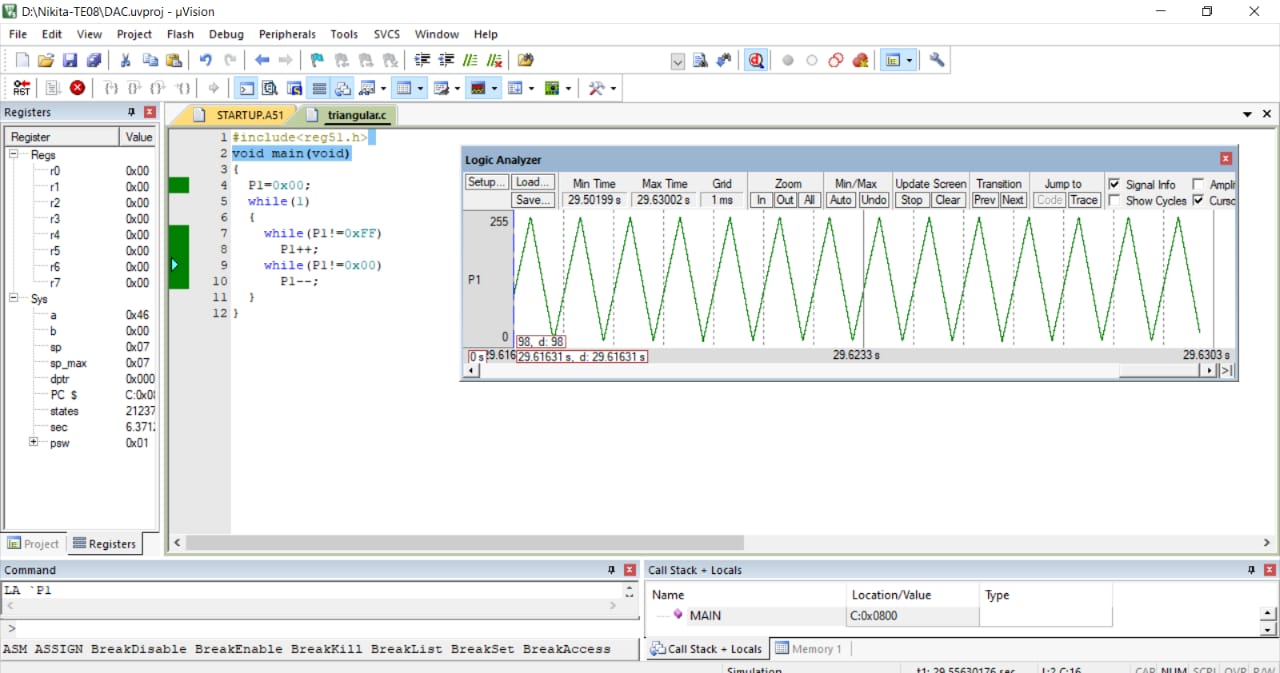 D:\Nikita-TE08\DAC.uvproj - µVision
File Edit View Project Flash Debug Peripherals Tools SVCS Window Help
Registers
Register Value
Regs
r0 0x00
r1 0x00
r2 0x00
r3 0x00
r4 0x00
r5 0x00
r6 0x00
r7 0x00
Sys
a 0x46
b 0x00
sp 0x07
sp_max 0x07
dptr 0x000
PC $ C:0x0
states 21237
sec 6.371
psw 0x01
Project Registers
STARTUP.A51 triangular.c
1 #include<reg51.h>
2 void main(void)
3 {
4 P1=0x00;
5 while(1)
6 {
7 while(P1!=0xFF)
8 P1++;
9 while(P1!=0x00)
10 P1--;
11 }
12 }
Logic Analyzer
Setup... Load... Min Time Max Time Grid Zoom Min/Max Update Screen Transition Jump to Signal Info Ampli
Save... 29.50199 s 29.63002 s 1 ms In Out All Auto Undo Stop Clear Prev Next Code Trace Show Cycles Curso
255
P1
0
98, d: 98
0 s 29.616 29.61631 s, d: 29.61631 s 29.6233 s 29.6303 s
Command
LA `P1
>
ASM ASSIGN BreakDisable BreakEnable BreakKill BreakList BreakSet BreakAccess
Call Stack + Locals
Name Location/Value Type
MAIN C:0x0800
Call Stack + Locals Memory 1
Simulation t1: 29.55630176 sec L:2 C:16 CAP NUM SCRL OVR R/W